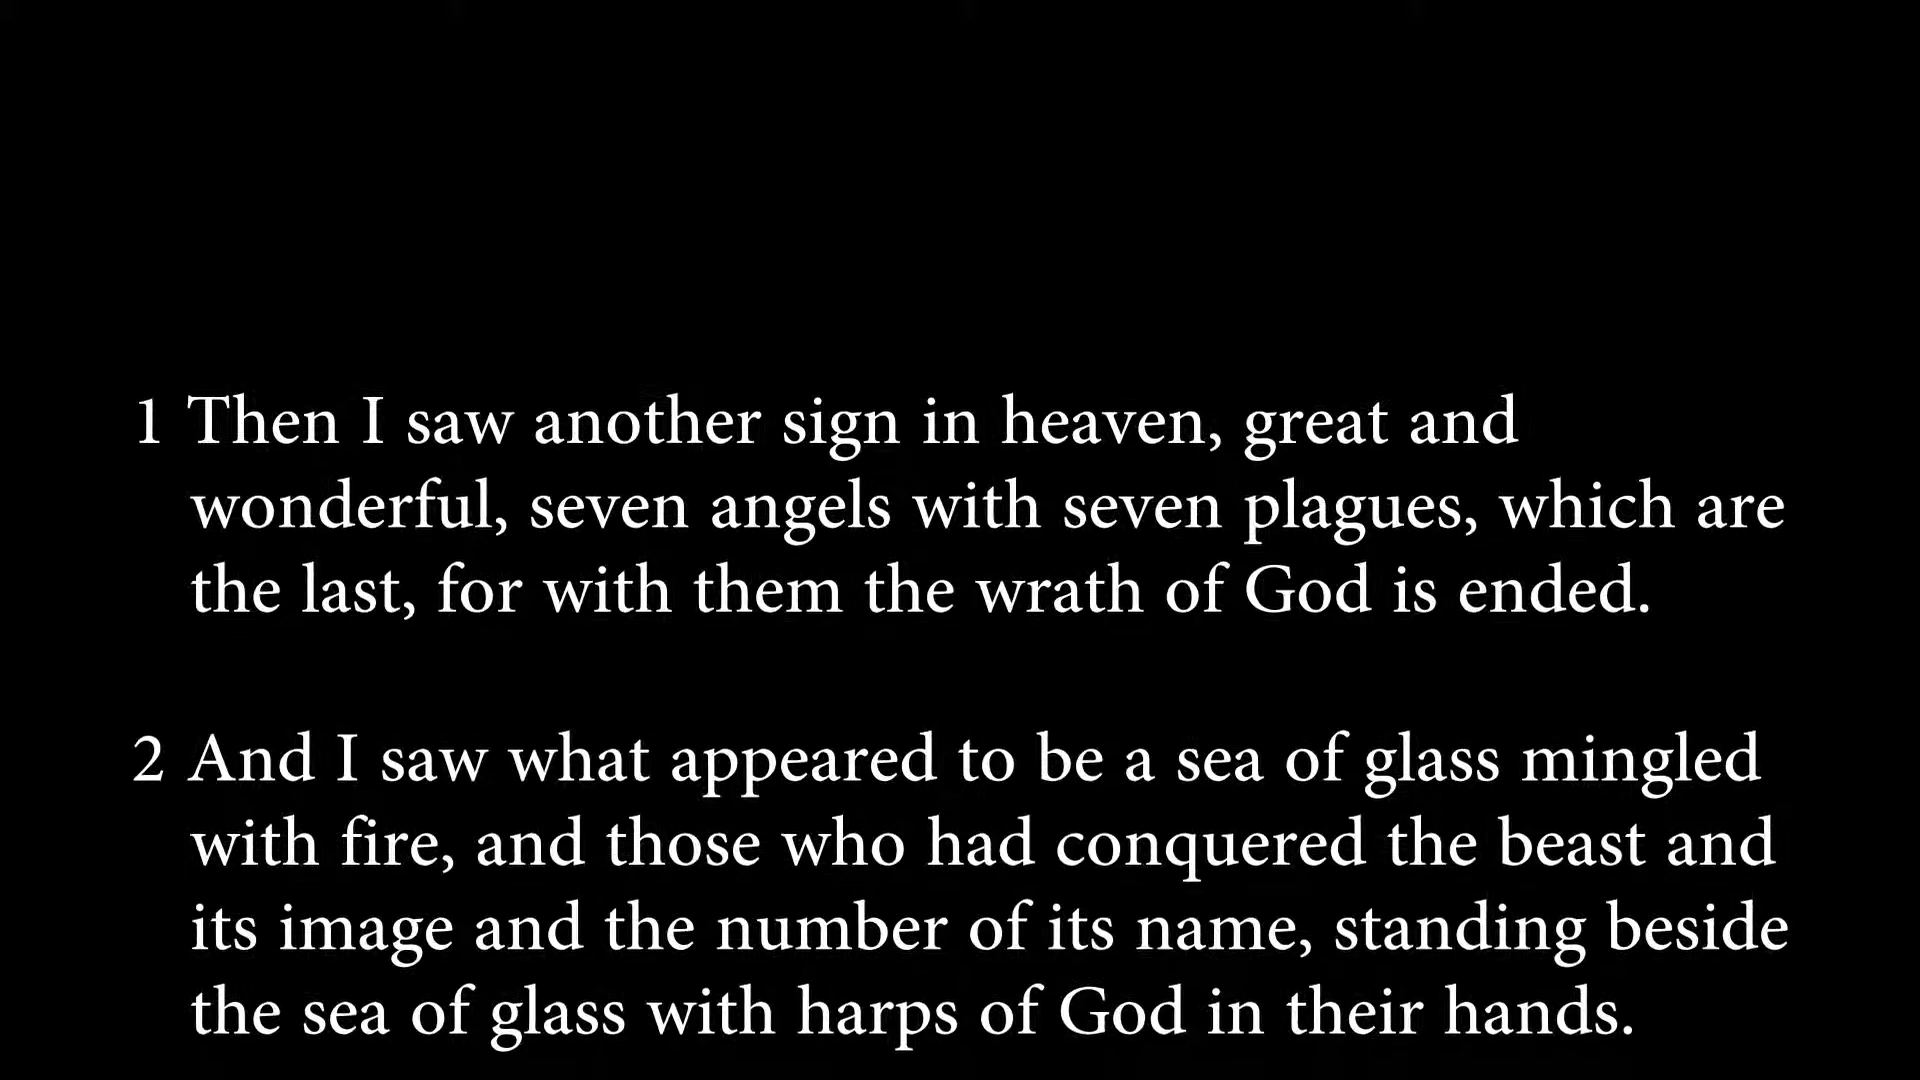 1 Then I saw another sign in heaven, great and
wonderful, seven angels with seven plagues, which are
the last, for with them the wrath of God is ended.
2 And I saw what appeared to be a sea of glass mingled
with fire, and those who had conquered the beast and
its image and the number of its name, standing beside
the sea of glass with harps of God in their hands.